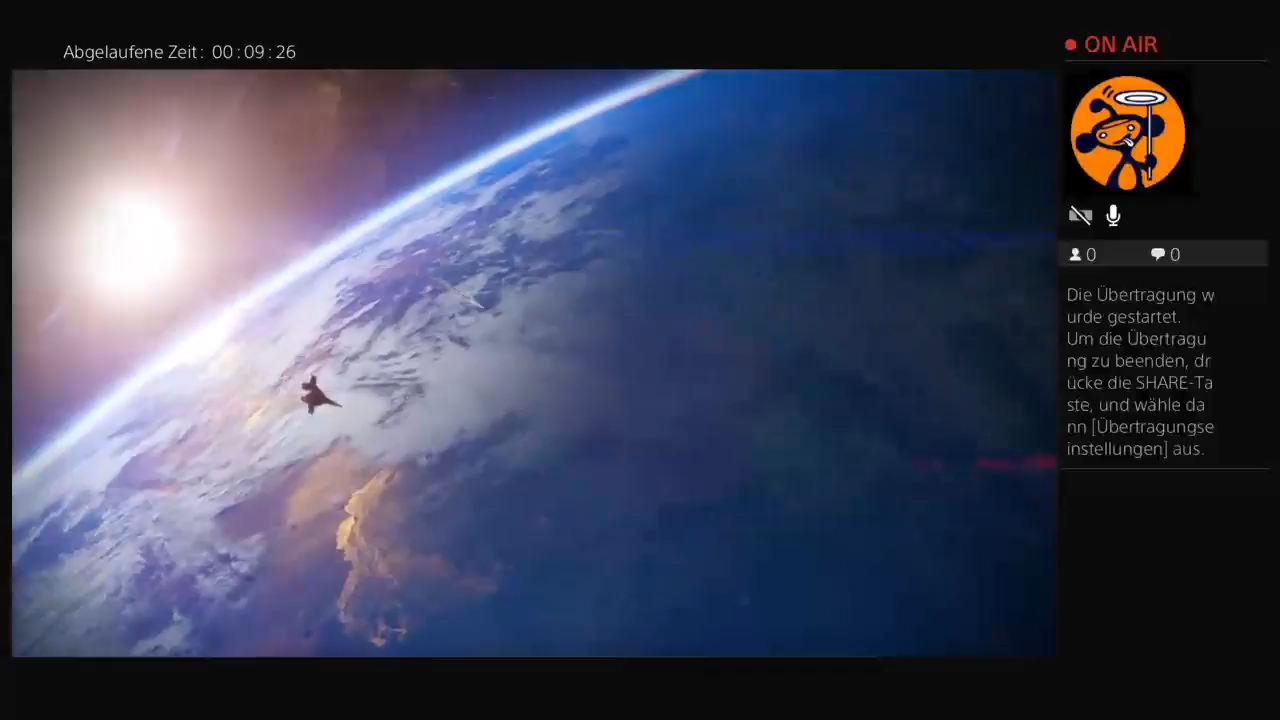 Abgelaufene Zeit: 00:09:26
ON AIR
0 0
Die Übertragung w
urde gestartet.
Um die Übertragu
ng zu beenden, dr
ücke die SHARE-Ta
ste, und wähle da
nn [Übertragungse
instellungen] aus.